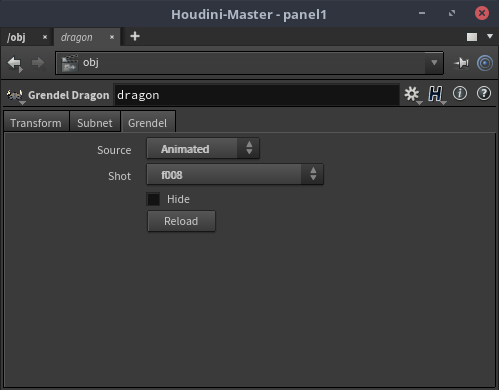 Houdini-Master - panel1
/obj × dragon × +
obj
Grendel Dragon dragon
Transform Subnet Grendel
Source Animated
Shot f008
Hide
Reload